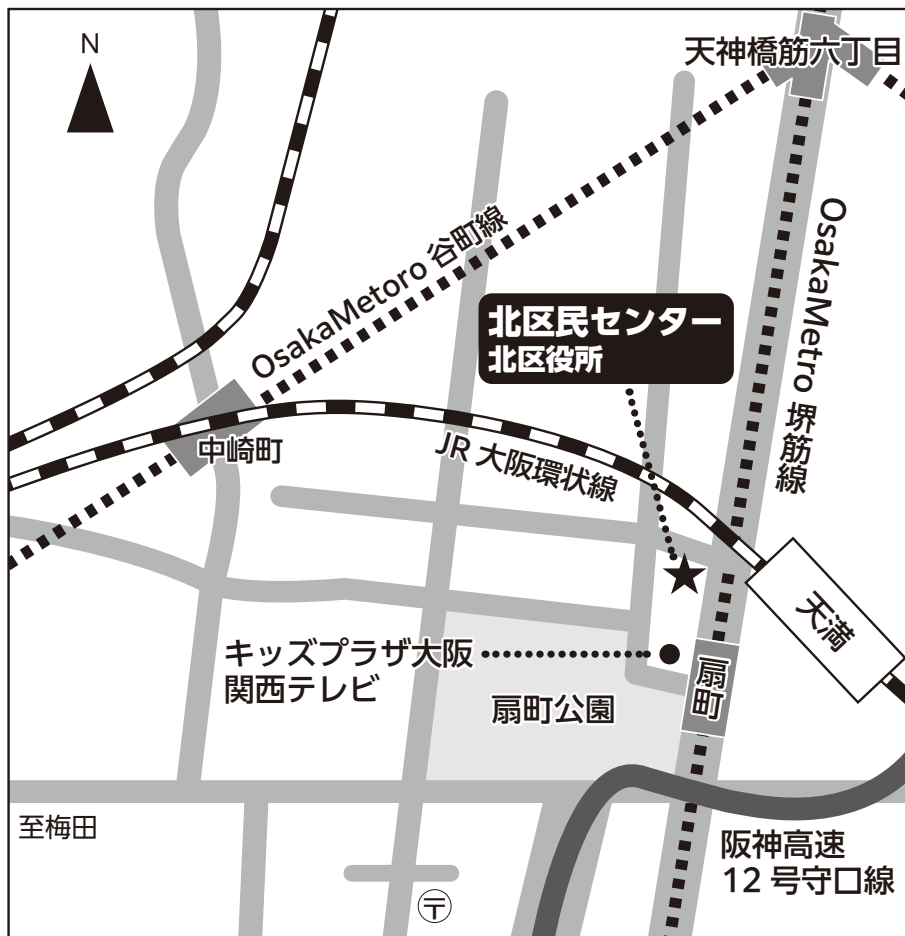 N
天神橋筋六丁目
OsakaMetoro 谷町線
OsakaMetro 堺筋線
北区民センター
北区役所
中崎町
JR 大阪環状線
天満
キッズプラザ大阪
関西テレビ
扇町
扇町公園
至梅田
阪神高速
12 号守口線
〒